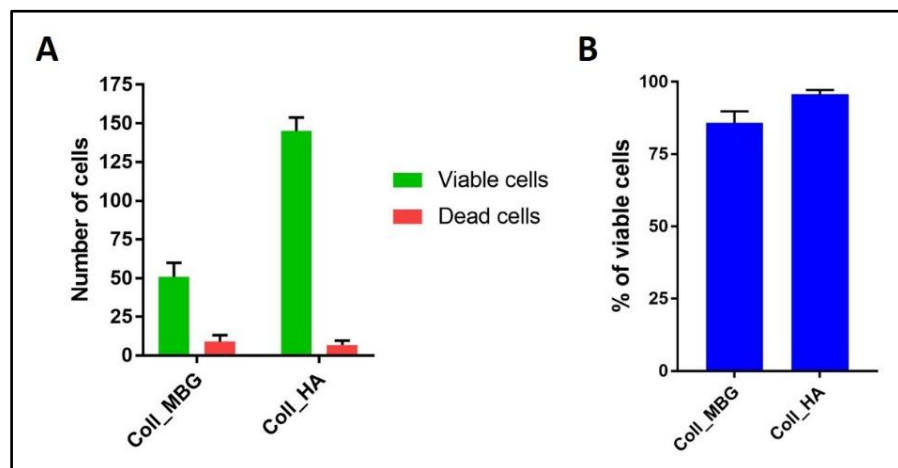 A
Number of cells
175
150
125
100
75
50
25
0
Coll_MBG
Coll_HA
Viable cells
Dead cells
B
% of viable cells
100
75
50
25
0
Coll_MBG
Coll_HA